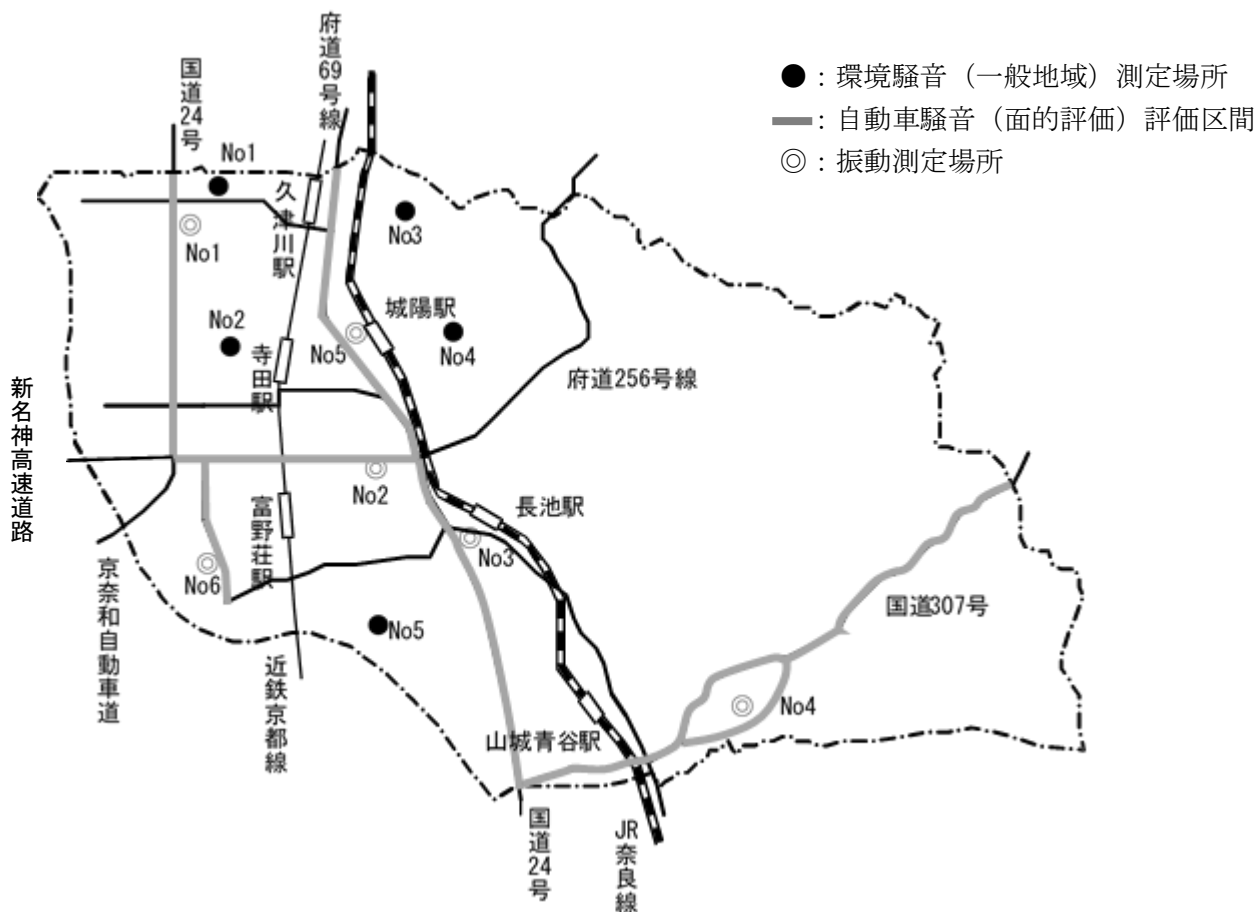 ●：環境騒音（一般地域）測定場所
：自動車騒音（面的評価）評価区間
◎：振動測定場所
府道69号線
国道24号
No1
久津川駅
No3
No1
城陽駅
No2
No5
No4
寺田駅
府道256号線
新名神高速道路
No2
富野荘駅
長池駅
No3
京奈和自動車道
No6
国道307号
No5
近鉄京都線
No4
山城青谷駅
国道24号
JR奈良線